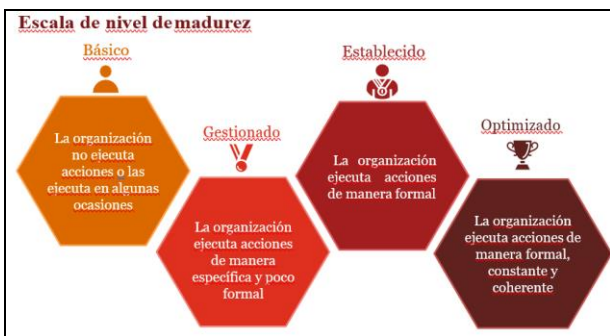 Escala de nivel de madurez
Básico
La organización
no ejecuta
acciones o las
ejecuta en algunas
ocasiones
Gestionado
La organización
ejecuta acciones
de manera
específica y poco
formal
Establecido
La organización
ejecuta acciones
de manera formal
Optimizado
La organización
ejecuta acciones de
manera formal,
constante y
coherente